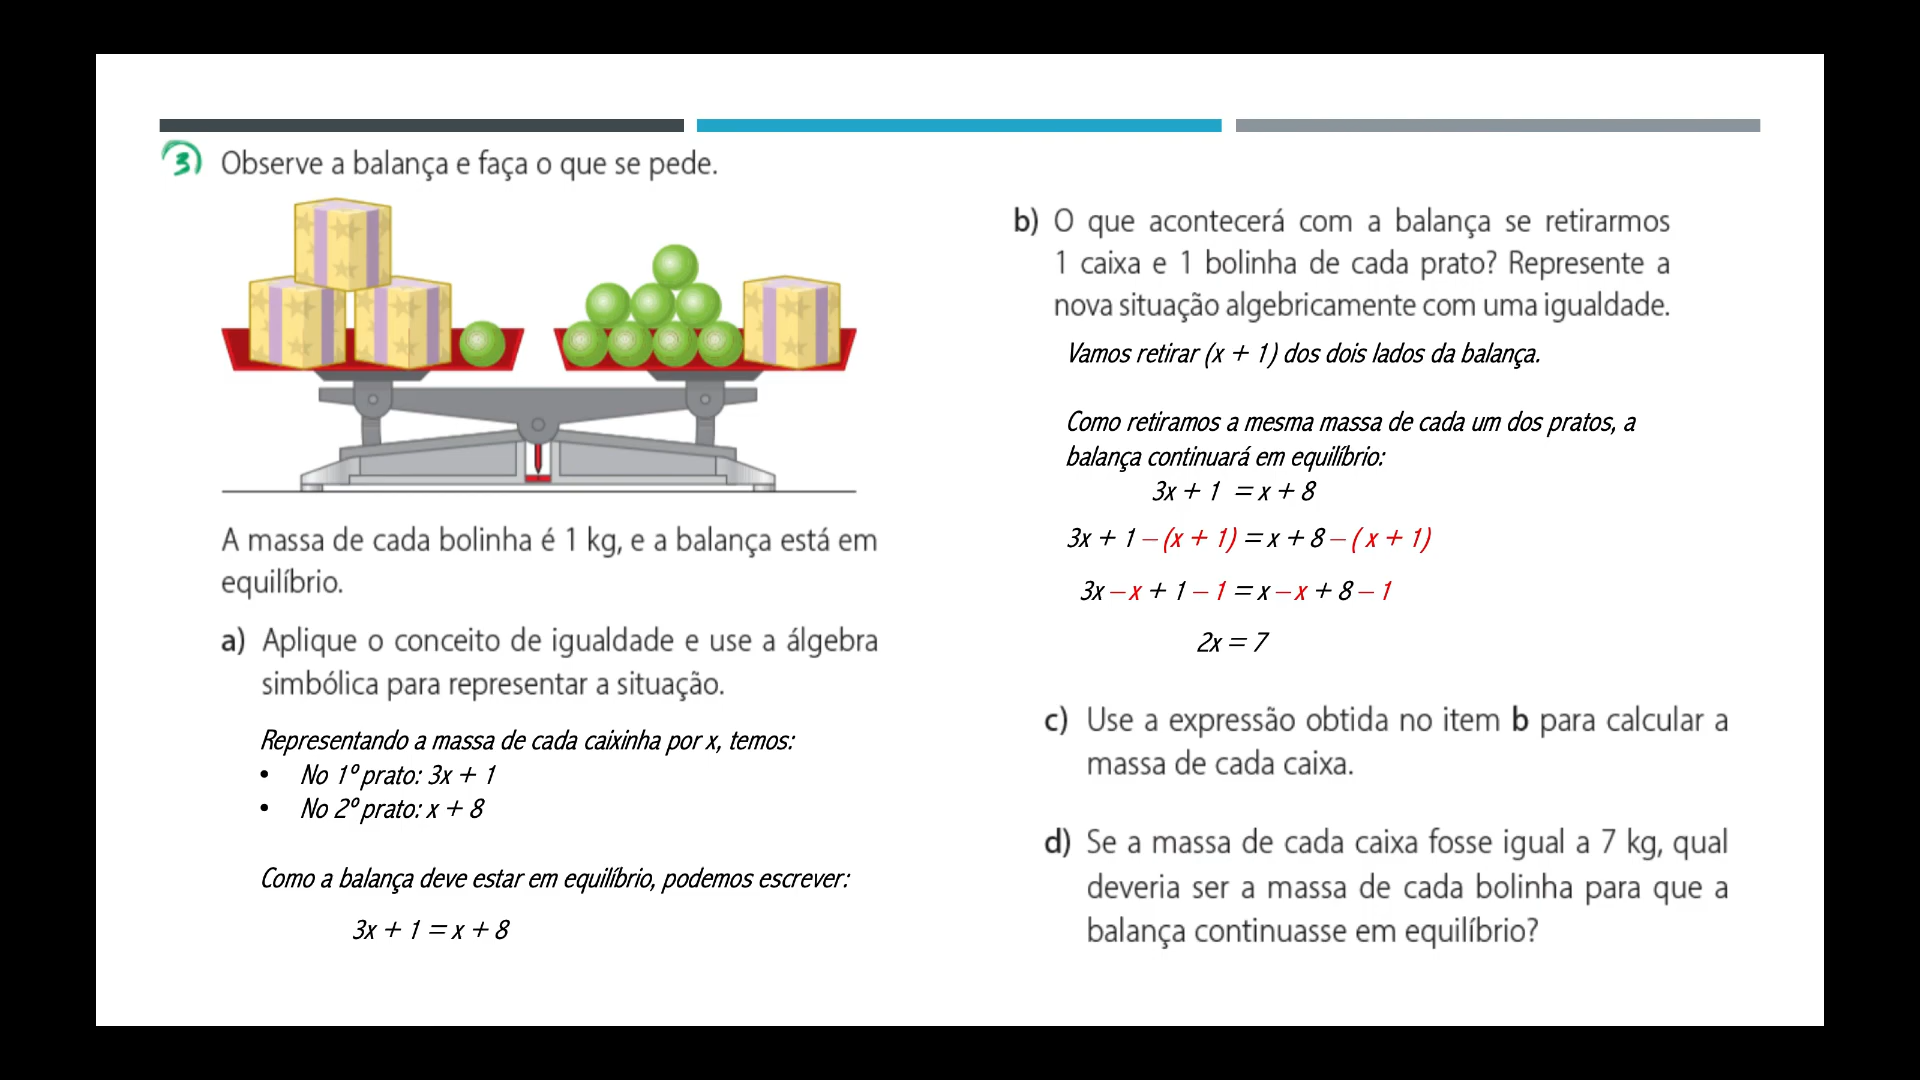 3 Observe a balança e faça o que se pede.
A massa de cada bolinha é 1 kg, e a balança está em
equilíbrio.
a) Aplique o conceito de igualdade e use a álgebra
simbólica para representar a situação.
Representando a massa de cada caixinha por x, temos:
• No 1º prato: 3x + 1
• No 2º prato: x + 8
Como a balança deve estar em equilíbrio, podemos escrever:
3x + 1 = x + 8
b) O que acontecerá com a balança se retirarmos
1 caixa e 1 bolinha de cada prato? Represente a
nova situação algebricamente com uma igualdade.
Vamos retirar (x + 1) dos dois lados da balança.
Como retiramos a mesma massa de cada um dos pratos, a
balança continuará em equilíbrio:
3x + 1 = x + 8
3x + 1 – (x + 1) = x + 8 – ( x + 1)
3x – x + 1 – 1 = x – x + 8 – 1
2x = 7
c) Use a expressão obtida no item b para calcular a
massa de cada caixa.
d) Se a massa de cada caixa fosse igual a 7 kg, qual
deveria ser a massa de cada bolinha para que a
balança continuasse em equilíbrio?